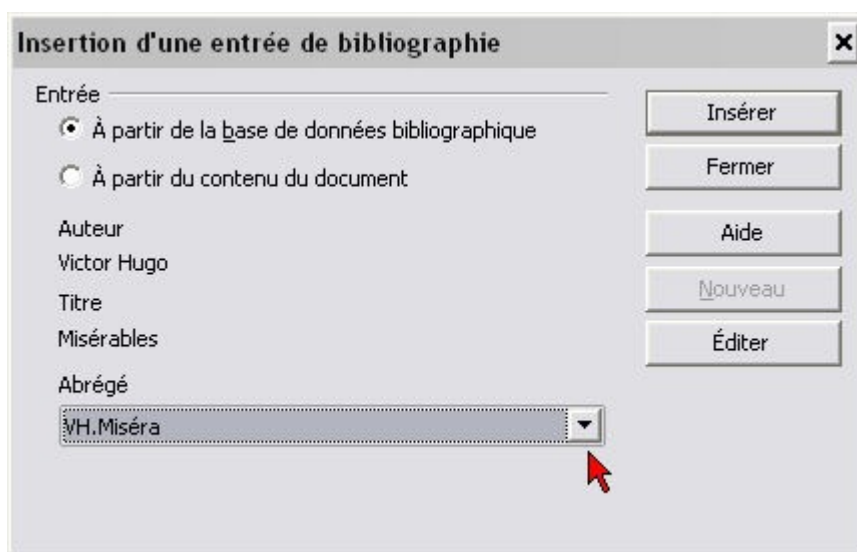 Insertion d'une entrée de bibliographie
Entrée
À partir de la base de données bibliographique
À partir du contenu du document
Auteur
Victor Hugo
Titre
Misérables
Abrégé
VH.Miséra
Insérer
Fermer
Aide
Nouveau
Éditer